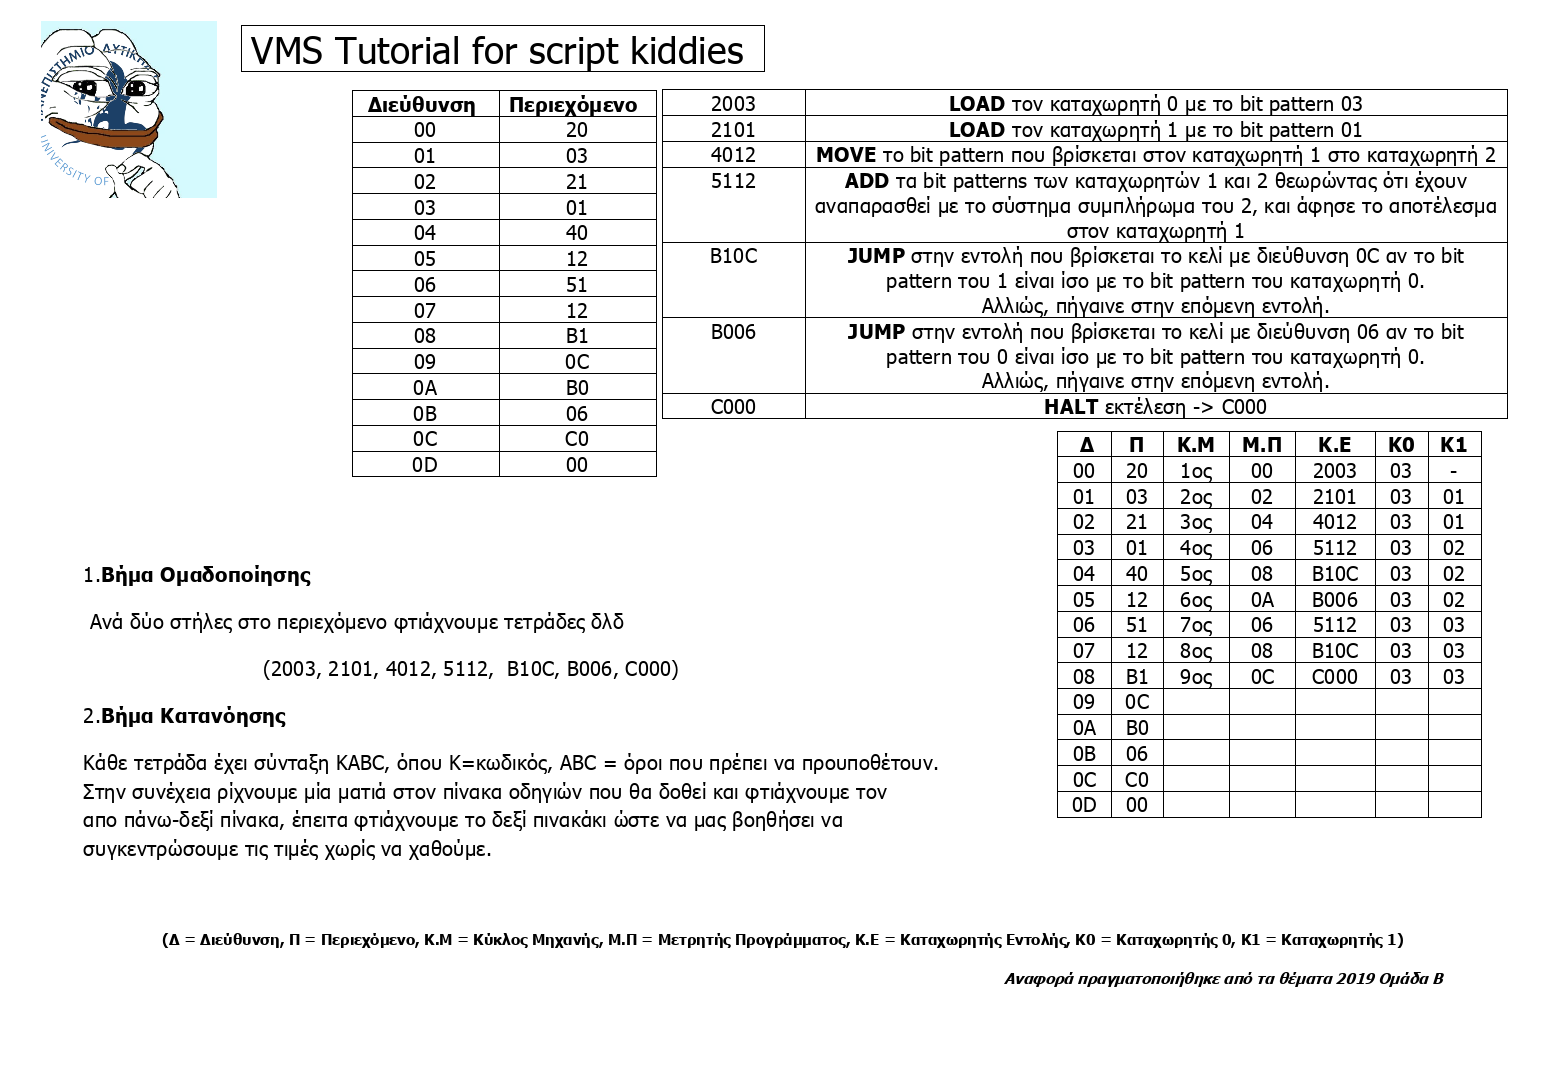 ΑΝΕΠΙΣΤΗΜΙΟ ΔΥΤΙΚΗΣ
UNIVERSITY OF
VMS Tutorial for script kiddies
Διεύθυνση Περιεχόμενο
00 20
01 03
02 21
03 01
04 40
05 12
06 51
07 12
08 B1
09 0C
0A B0
0B 06
0C C0
0D 00
2003 LOAD τον καταχωρητή 0 με το bit pattern 03
2101 LOAD τον καταχωρητή 1 με το bit pattern 01
4012 MOVE το bit pattern που βρίσκεται στον καταχωρητή 1 στο καταχωρητή 2
5112 ADD τα bit patterns των καταχωρητών 1 και 2 θεωρώντας ότι έχουν
αναπαρασθεί με το σύστημα συμπλήρωμα του 2, και άφησε το αποτέλεσμα
στον καταχωρητή 1
B10C JUMP στην εντολή που βρίσκεται το κελί με διεύθυνση 0C αν το bit
pattern του 1 είναι ίσο με το bit pattern του καταχωρητή 0.
Αλλιώς, πήγαινε στην επόμενη εντολή.
B006 JUMP στην εντολή που βρίσκεται το κελί με διεύθυνση 06 αν το bit
pattern του 0 είναι ίσο με το bit pattern του καταχωρητή 0.
Αλλιώς, πήγαινε στην επόμενη εντολή.
C000 HALT εκτέλεση -> C000
Δ Π Κ.Μ Μ.Π Κ.Ε Κ0 Κ1
00 20 1ος 00 2003 03 -
01 03 2ος 02 2101 03 01
02 21 3ος 04 4012 03 01
03 01 4ος 06 5112 03 02
04 40 5ος 08 B10C 03 02
05 12 6ος 0A B006 03 02
06 51 7ος 06 5112 03 03
07 12 8ος 08 B10C 03 03
08 B1 9ος 0C C000 03 03
09 0C
0A B0
0B 06
0C C0
0D 00
1.Βήμα Ομαδοποίησης
Ανά δύο στήλες στο περιεχόμενο φτιάχνουμε τετράδες δλδ
(2003, 2101, 4012, 5112, B10C, B006, C000)
2.Βήμα Κατανόησης
Κάθε τετράδα έχει σύνταξη KABC, όπου Κ=κωδικός, ABC = όροι που πρέπει να προυποθέτουν.
Στην συνέχεια ρίχνουμε μία ματιά στον πίνακα οδηγιών που θα δοθεί και φτιάχνουμε τον
απο πάνω-δεξί πίνακα, έπειτα φτιάχνουμε το δεξί πινακάκι ώστε να μας βοηθήσει να
συγκεντρώσουμε τις τιμές χωρίς να χαθούμε.
(Δ = Διεύθυνση, Π = Περιεχόμενο, Κ.Μ = Κύκλος Μηχανής, Μ.Π = Μετρητής Προγράμματος, Κ.Ε = Καταχωρητής Εντολής, Κ0 = Καταχωρητής 0, Κ1 = Καταχωρητής 1)
Αναφορά πραγματοποιήθηκε από τα θέματα 2019 Ομάδα Β